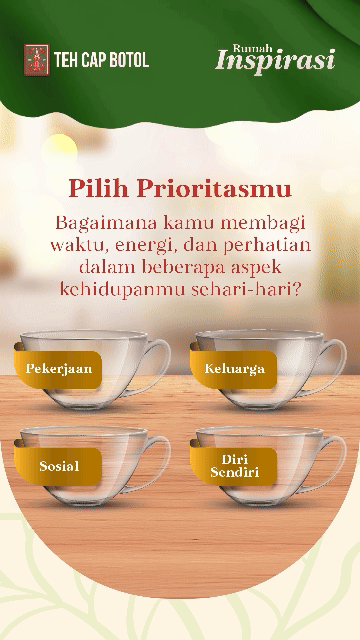 TEH CAP BOTOL
Rumah
Inspirasi
Pilih Prioritasmu
Bagaimana kamu membagi
waktu, energi, dan perhatian
dalam beberapa aspek
kehidupanmu sehari-hari?
Pekerjaan
Keluarga
Sosial
Diri
Sendiri